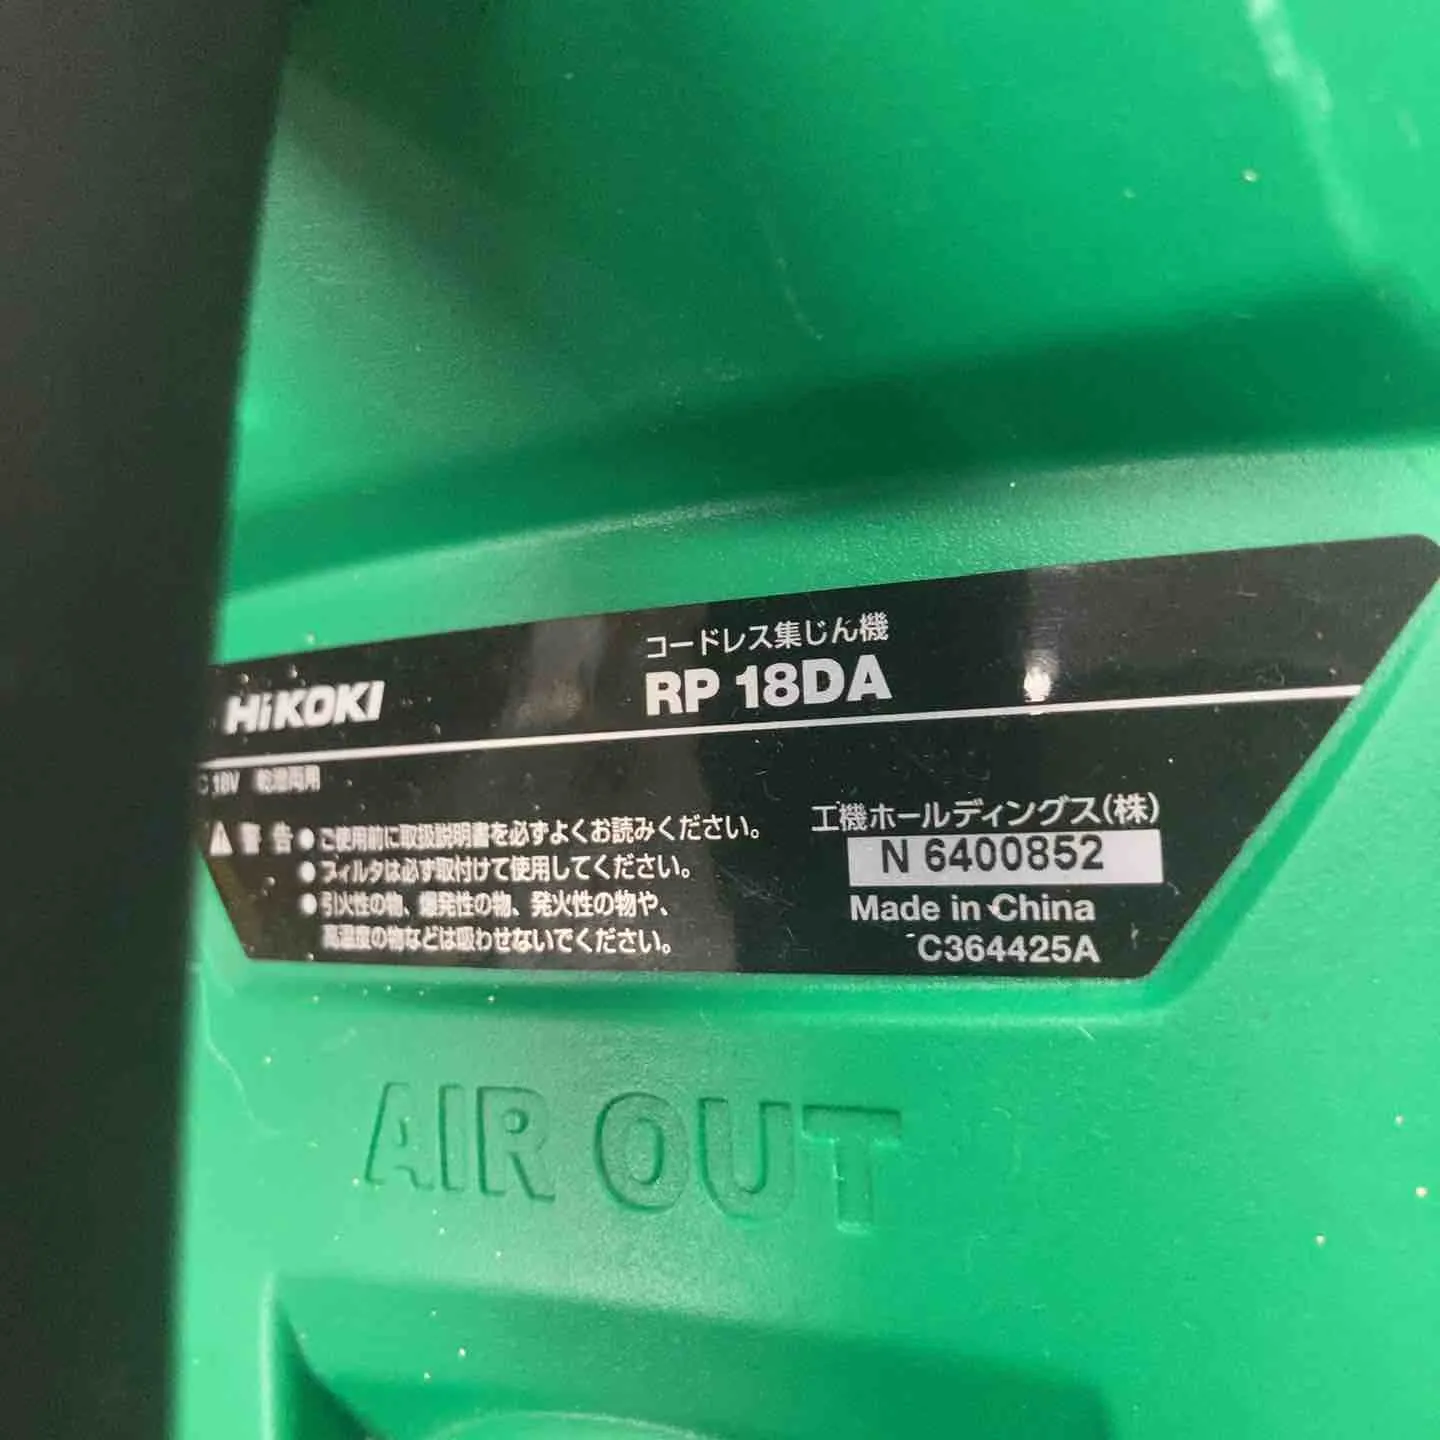 コードレス集じん機
HiKOKI RP 18DA
C 18V 乾湿両用
工機ホールディングス(株)
警告 ●ご使用前に取扱説明書を必ずよくお読みください。
●フィルタは必ず取付けて使用してください。
●引火性の物、爆発性の物、発火性の物や、
高温度の物などは吸わせないでください。
N 6400852
Made in China
C364425A
AIR OUT